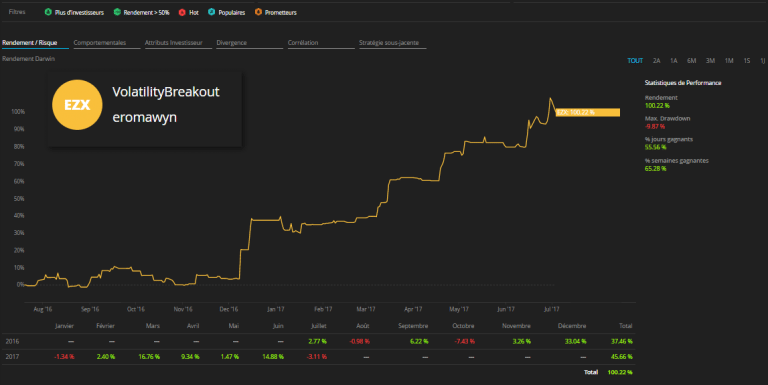 Filtres Plus d'investisseurs Rendement > 50% Hot Populaires Prometteurs
Rendement / Risque Comportementales Attributs Investisseur Divergence Corrélation Stratégie sous-jacente
Rendement Darwin TOUT 2A 1A 6M 3M 1M 1S 1J
EZX VolatilityBreakout
eromawyn
Statistiques de Performance
Rendement
100.22 %
Max. Drawdown
-9.87 %
% jours gagnants
55.56 %
% semaines gagnantes
65.28 %
EZX: 100.22 %
100%
90%
80%
70%
60%
50%
40%
30%
20%
10%
0%
Aug '16 Sep '16 Oct '16 Nov '16 Dec '16 Jan '17 Feb '17 Mar '17 Apr '17 May '17 Jun '17 Jul '17
Janvier Février Mars Avril Mai Juin Juillet Août Septembre Octobre Novembre Décembre Total
2016 — — — — — — 2.77 % -0.98 % 6.22 % -7.43 % 3.26 % 33.04 % 37.46 %
2017 -1.34 % 2.40 % 16.76 % 9.34 % 1.47 % 14.88 % -3.11 % — — — — — 45.66 %
Total 100.22 %